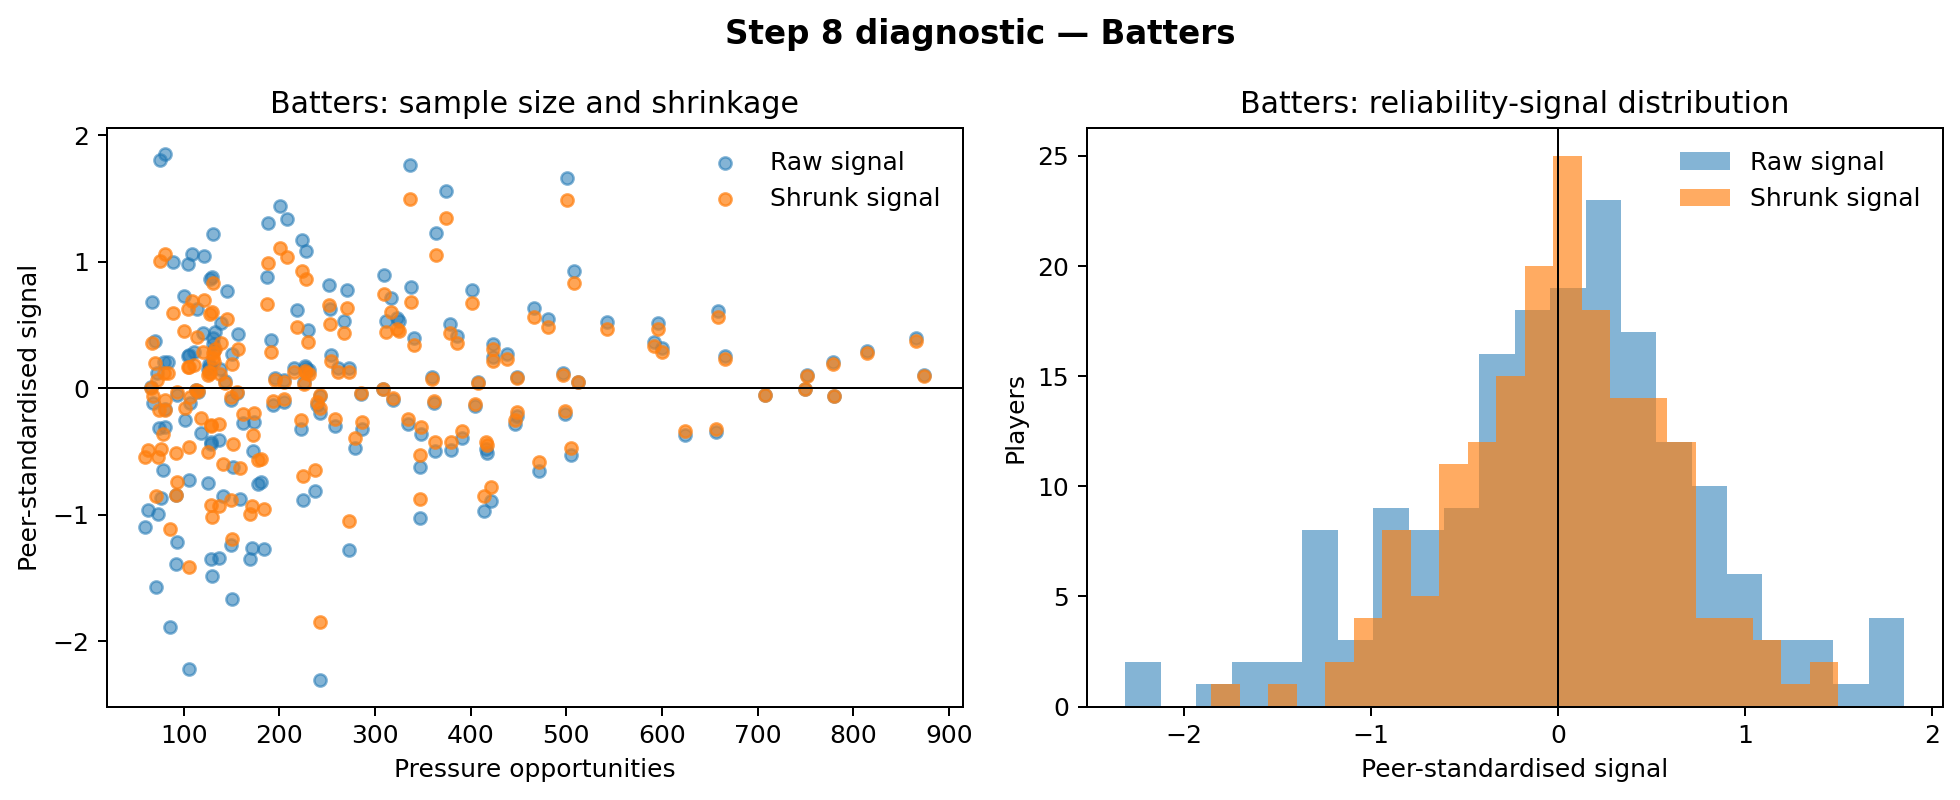 Step 8 diagnostic — Batters
Batters: sample size and shrinkage
Peer-standardised signal
2
1
0
−1
−2
Raw signal
Shrunk signal
100 200 300 400 500 600 700 800 900
Pressure opportunities
Batters: reliability-signal distribution
Players
25
20
15
10
5
0
Raw signal
Shrunk signal
−2 −1 0 1 2
Peer-standardised signal